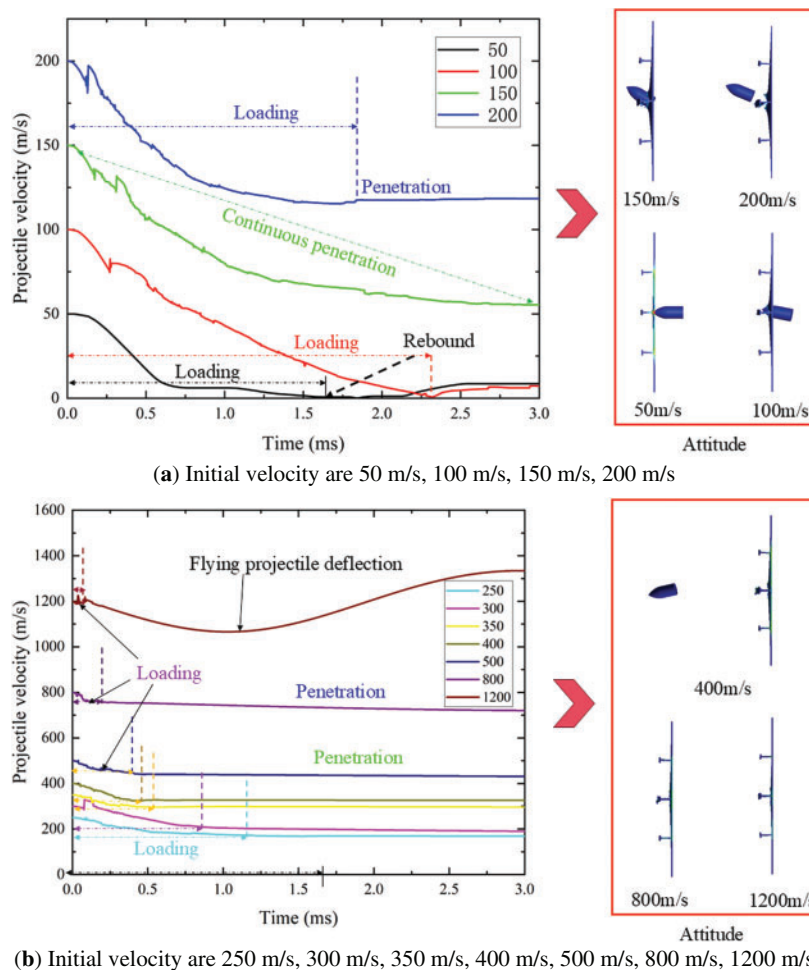 50
100
150
200
200
150
100
50
0
Projectile velocity (m/s)
Loading
Penetration
Continuous penetration
Loading
Rebound
Loading
0.0 0.5 1.0 1.5 2.0 2.5 3.0
Time (ms)
150m/s 200m/s
50m/s 100m/s
Attitude
(a) Initial velocity are 50 m/s, 100 m/s, 150 m/s, 200 m/s
1600
1400
1200
1000
800
600
400
200
0
Projectile velocity (m/s)
Flying projectile deflection
250
300
350
400
500
800
1200
Loading
Penetration
Penetration
Loading
0.0 0.5 1.0 1.5 2.0 2.5 3.0
Time (ms)
400m/s
800m/s 1200m/s
Attitude
(b) Initial velocity are 250 m/s, 300 m/s, 350 m/s, 400 m/s, 500 m/s, 800 m/s, 1200 m/s